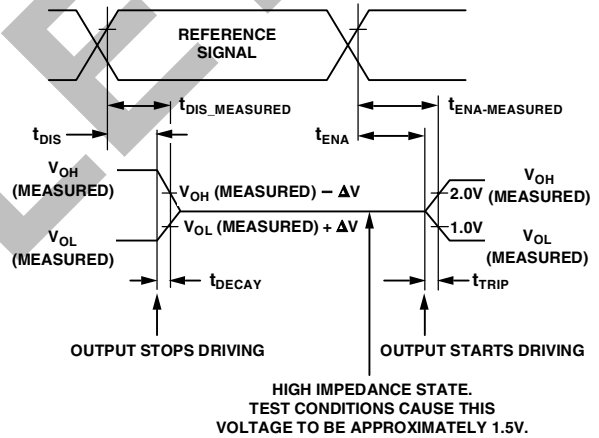 REFERENCE
SIGNAL
tDIS_MEASURED
tENA-MEASURED
tDIS
tENA
VOH
(MEASURED)
VOH (MEASURED) – ΔV
2.0V
VOH
(MEASURED)
VOL
(MEASURED)
VOL (MEASURED) + ΔV
1.0V
VOL
(MEASURED)
tDECAY
tTRIP
OUTPUT STOPS DRIVING
OUTPUT STARTS DRIVING
HIGH IMPEDANCE STATE.
TEST CONDITIONS CAUSE THIS
VOLTAGE TO BE APPROXIMATELY 1.5V.